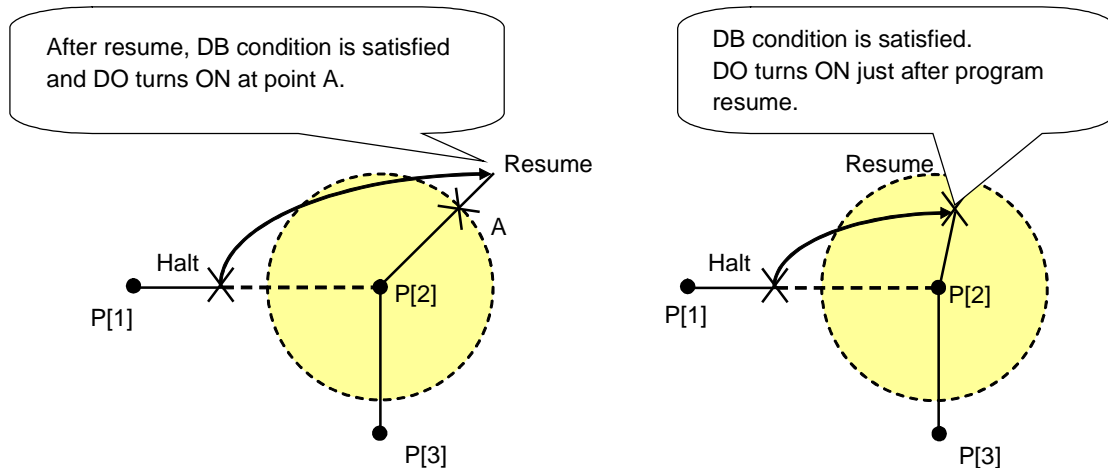 After resume, DB condition is satisfied
and DO turns ON at point A.
Resume
A
Halt
P[2]
P[1]
P[3]
DB condition is satisfied.
DO turns ON just after program
resume.
Resume
Halt
P[2]
P[1]
P[3]